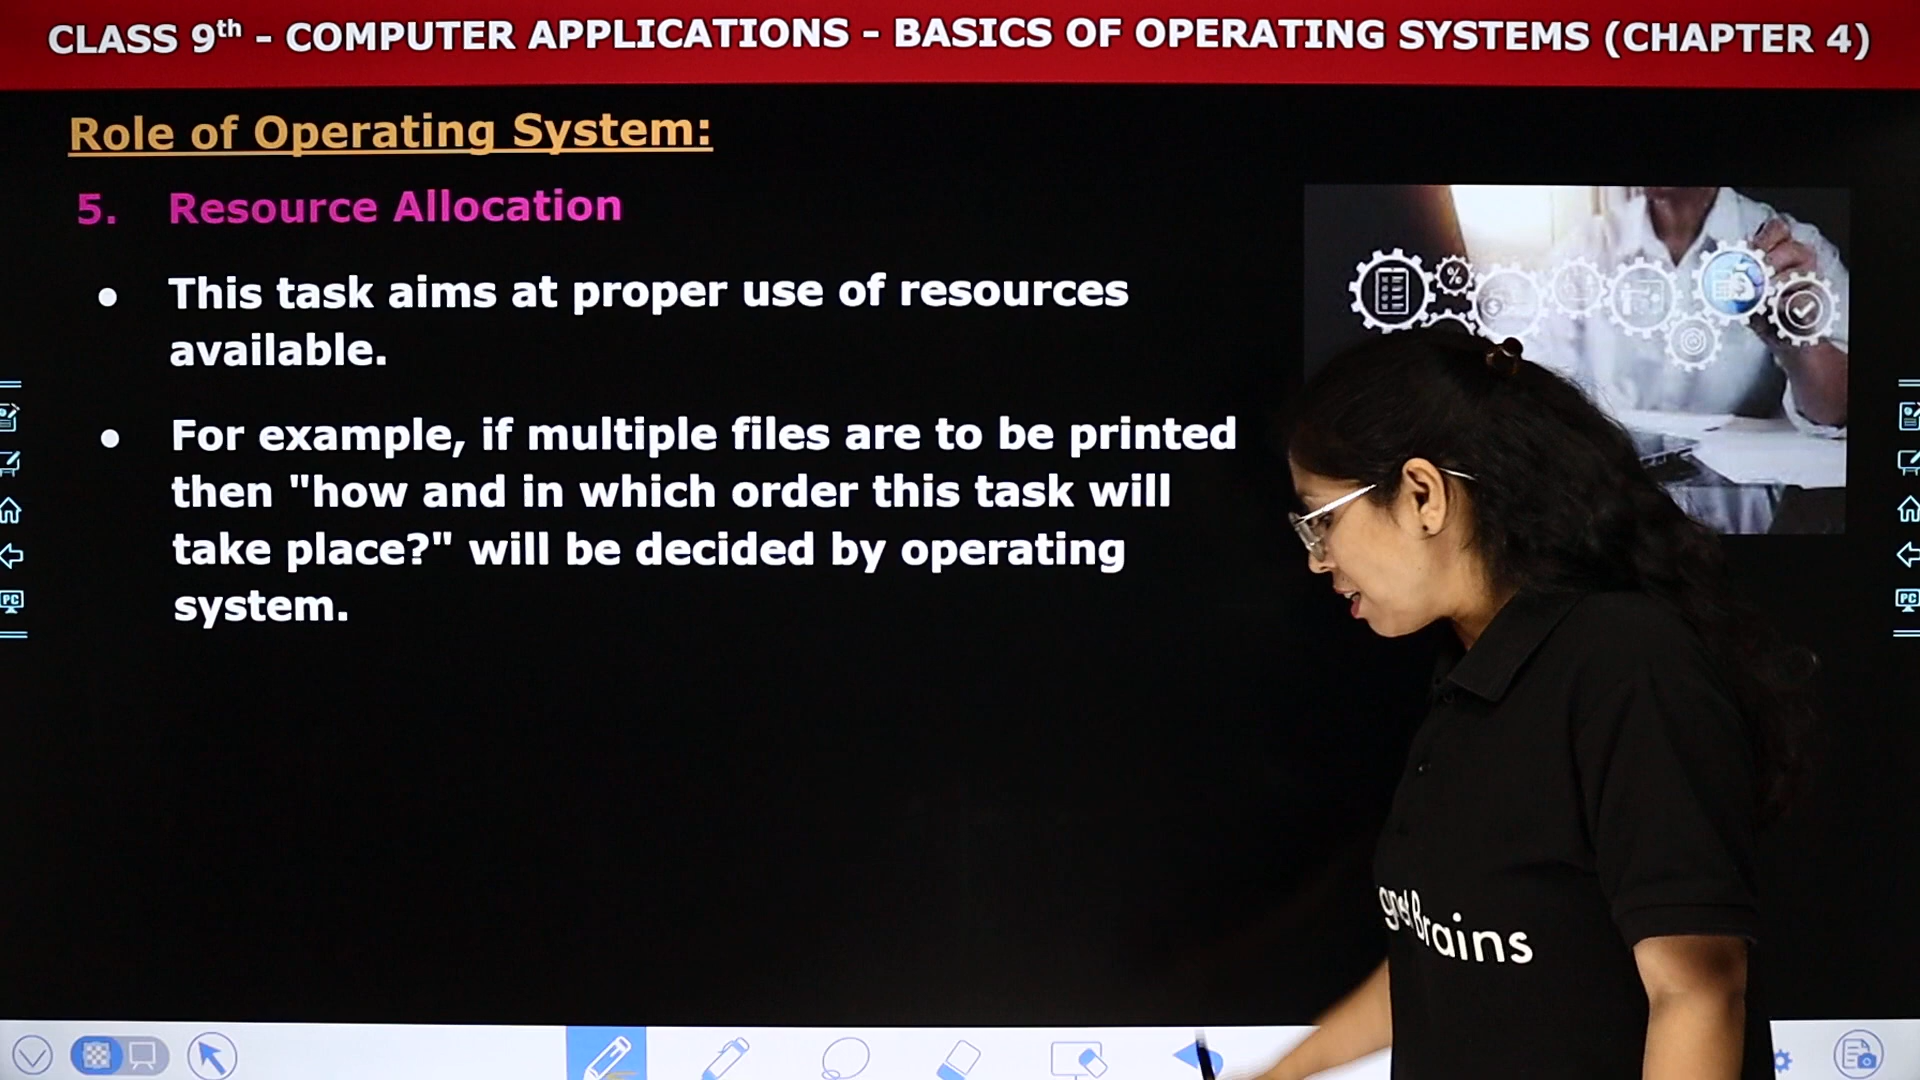 CLASS 9th - COMPUTER APPLICATIONS - BASICS OF OPERATING SYSTEMS (CHAPTER 4)
Role of Operating System:
5. Resource Allocation
• This task aims at proper use of resources
available.
• For example, if multiple files are to be printed
then "how and in which order this task will
take place?" will be decided by operating
system.
%
PC
PC
Brains